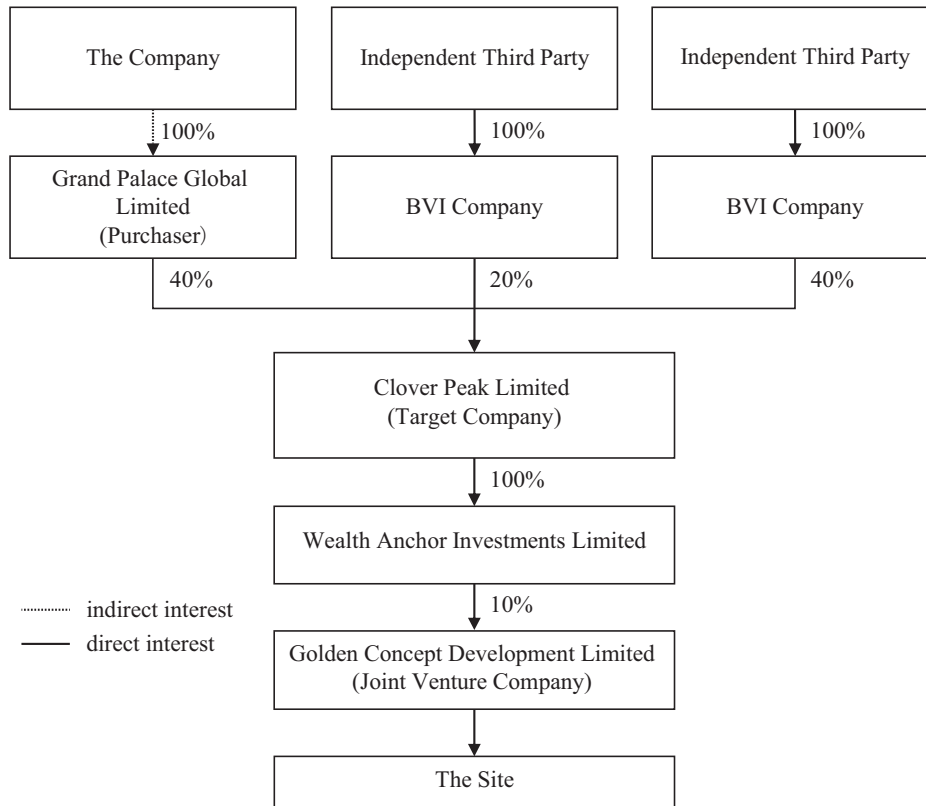 The Company
Independent Third Party
Independent Third Party
100%
100%
100%
Grand Palace Global
Limited
(Purchaser)
BVI Company
BVI Company
40%
20%
40%
Clover Peak Limited
(Target Company)
100%
Wealth Anchor Investments Limited
10%
indirect interest
direct interest
Golden Concept Development Limited
(Joint Venture Company)
The Site